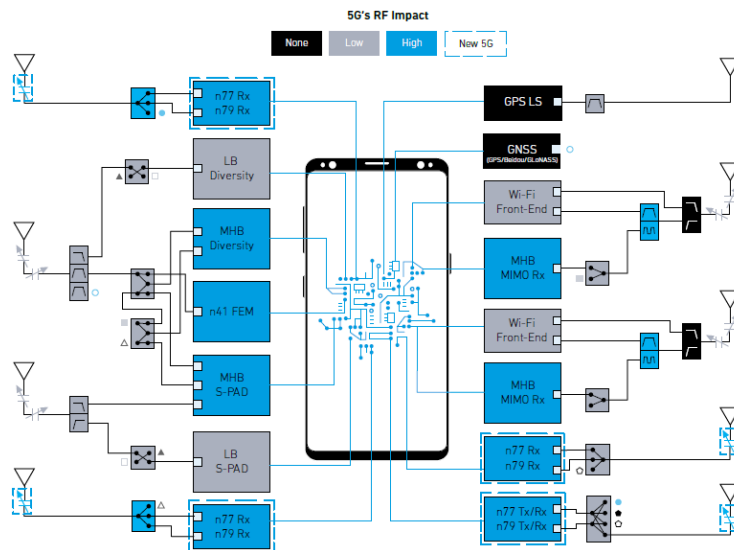 5G's RF Impact
None
Low
High
New 5G
n77 Rx
n79 Rx
LB
Diversity
MHB
Diversity
n41 FEM
MHB
S-PAD
LB
S-PAD
n77 Rx
n79 Rx
GPS LS
GNSS
(GPS/Beidou/GLaNASS)
Wi-Fi
Front-End
MHB
MIMO Rx
Wi-Fi
Front-End
MHB
MIMO Rx
n77 Rx
n79 Rx
n77 Tx/Rx
n79 Tx/Rx